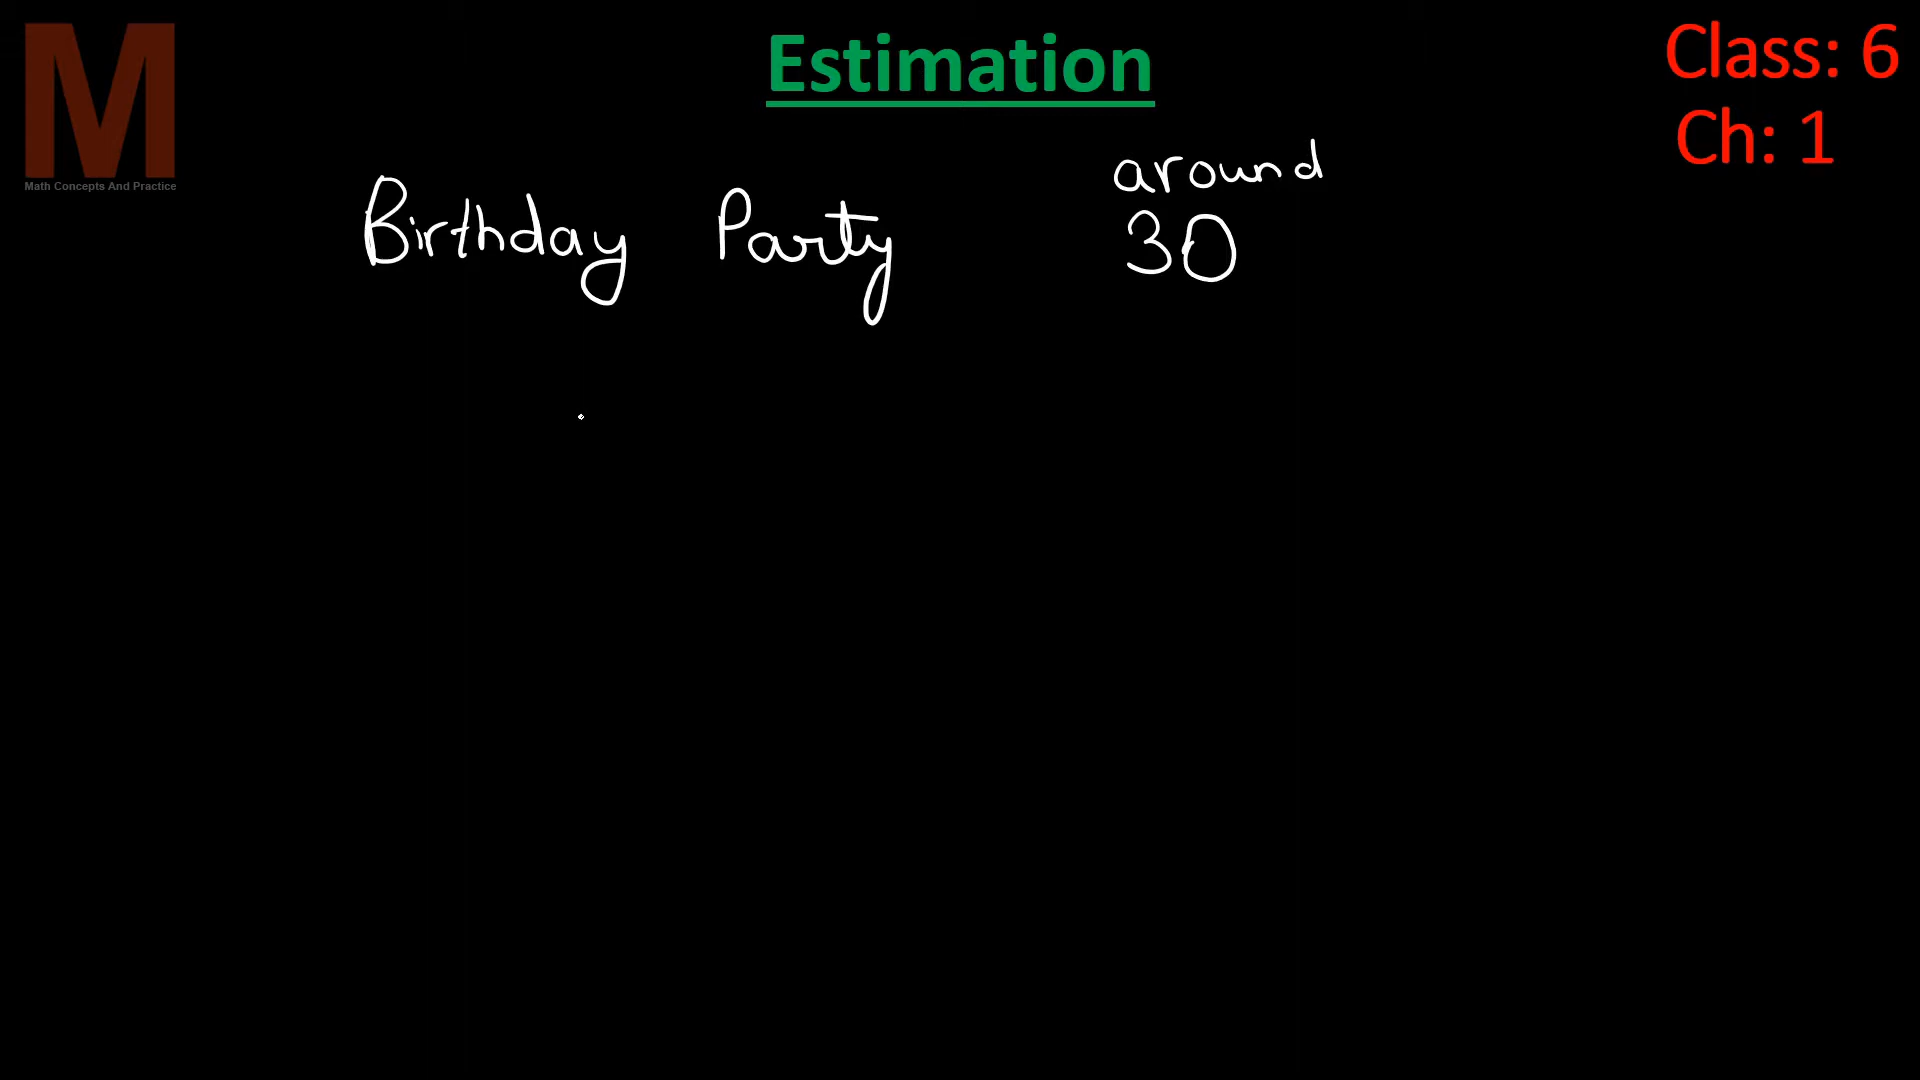 M
Math Concepts And Practice
Estimation
Class: 6
Ch: 1
Birthday Party
around
30